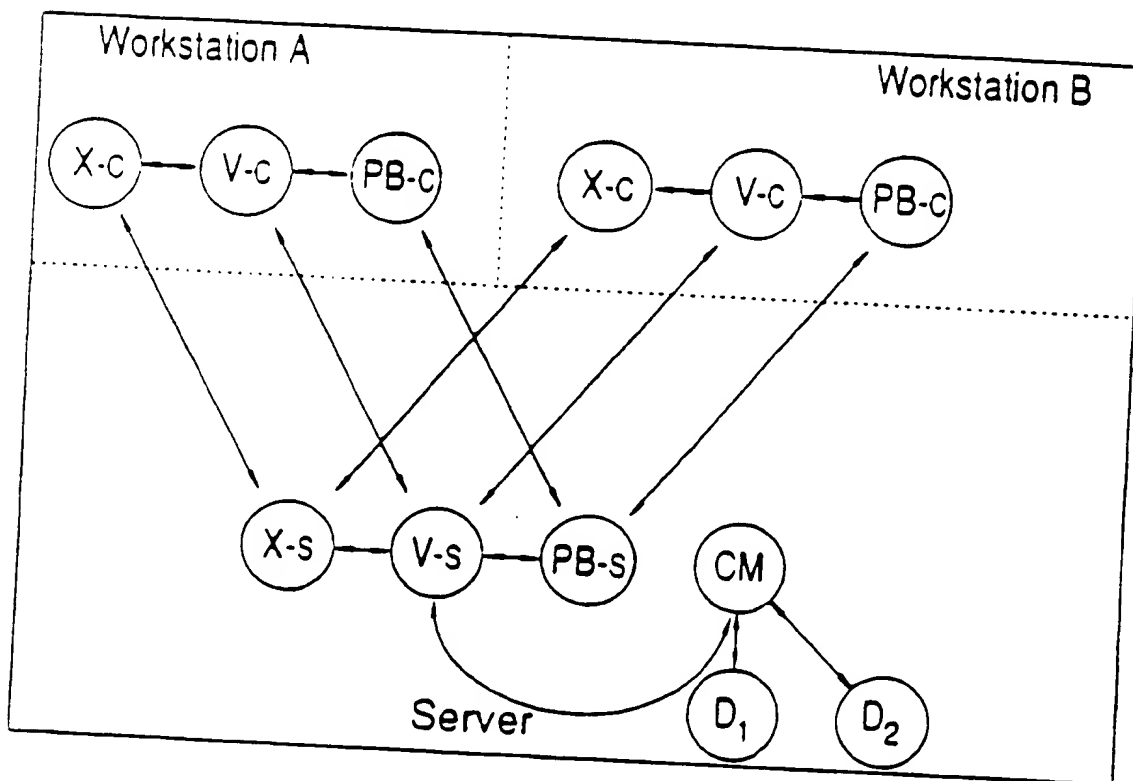 Workstation A
Workstation B
X-c
V-c
PB-c
X-c
V-c
PB-c
X-s
V-s
PB-s
CM
Server
D1
D2